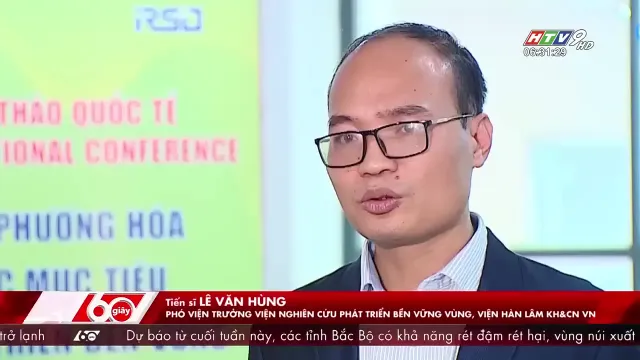 RSD
HTV9 HD
06:31:29
THẢO QUỐC TẾ
TIONAL CONFERENCE
PHƯƠNG HÓA
C MỤC TIÊU
60 giây
Tiến sĩ LÊ VĂN HÙNG
PHÓ VIỆN TRƯỞNG VIỆN NGHIÊN CỨU PHÁT TRIỂN BỀN VỮNG VÙNG, VIỆN HÀN LÂM KH&CN VN
trở lạnh Dự báo từ cuối tuần này, các tỉnh Bắc Bộ có khả năng rét đậm rét hại, vùng núi xuất